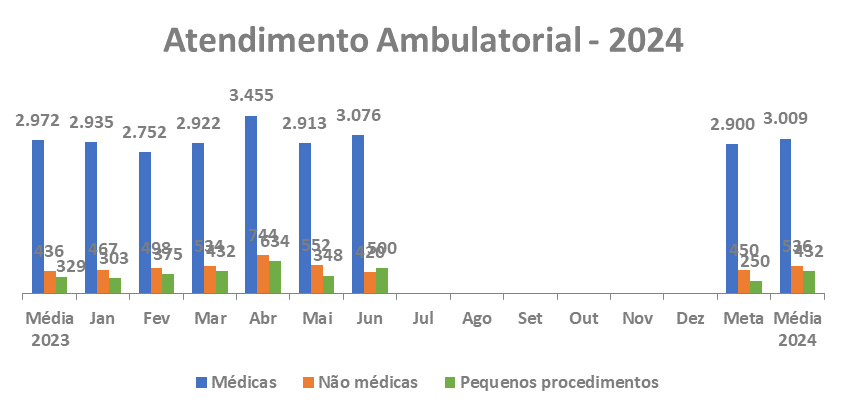 Atendimento Ambulatorial - 2024
2.972 2.935 2.752 2.922 3.455 2.913 3.076 2.900 3.009
436 467 498 534 744 552 420 450 536
329 303 375 432 634 348 500 250 432
Média 2023 Jan Fev Mar Abr Mai Jun Jul Ago Set Out Nov Dez Meta Média 2024
Médicas Não médicas Pequenos procedimentos